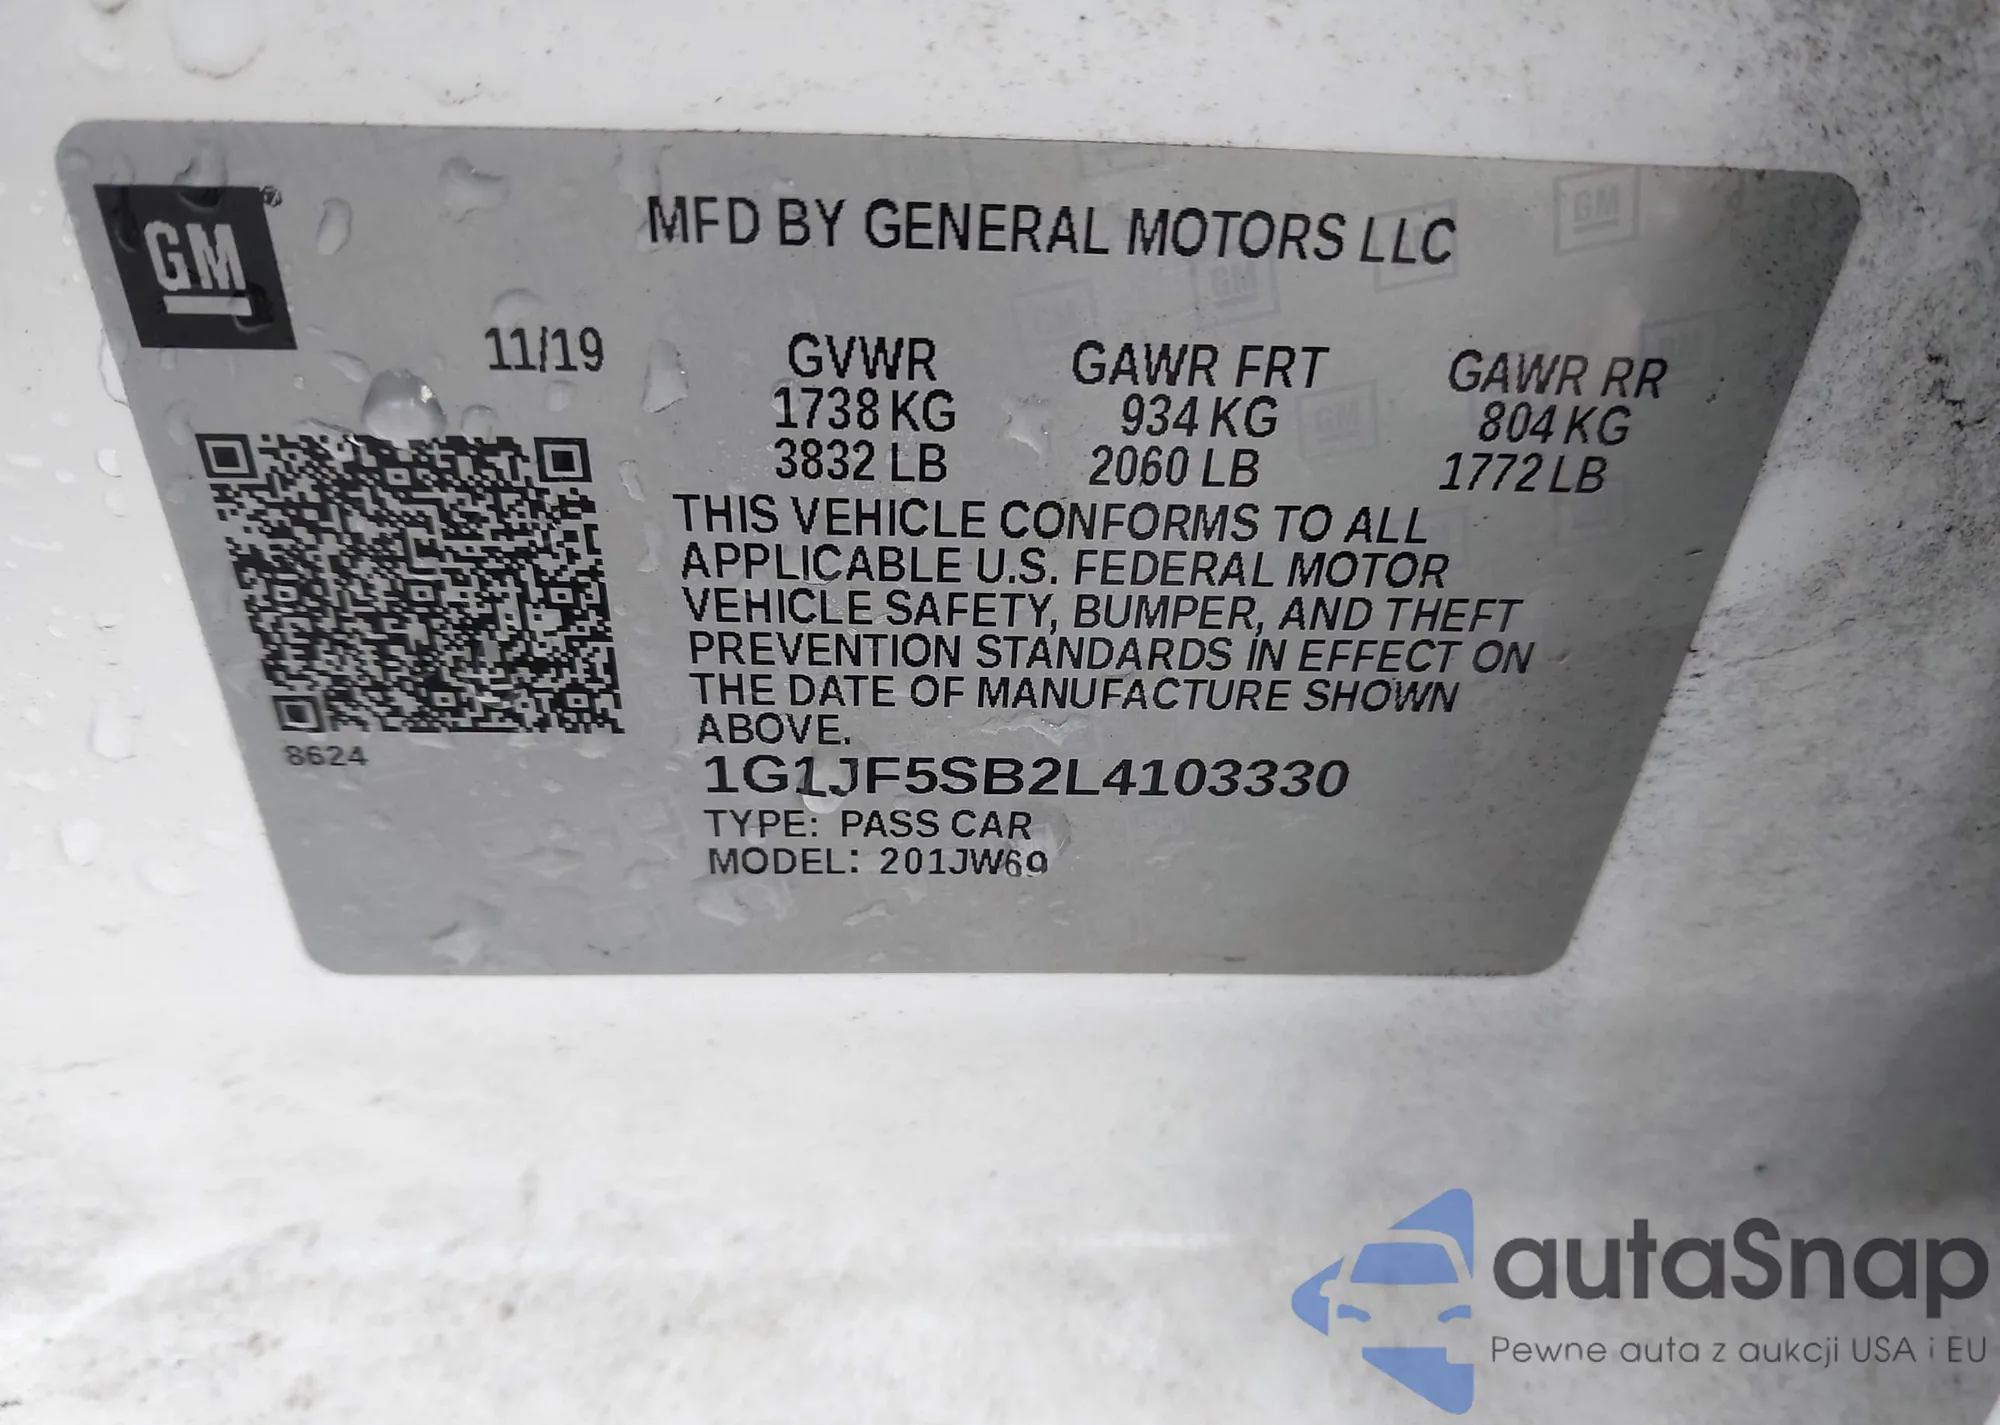 GM
MFD BY GENERAL MOTORS LLC
11/19
GVWR GAWR FRT GAWR RR
1738 KG 934 KG 804 KG
3832 LB 2060 LB 1772 LB
THIS VEHICLE CONFORMS TO ALL
APPLICABLE U.S. FEDERAL MOTOR
VEHICLE SAFETY, BUMPER, AND THEFT
PREVENTION STANDARDS IN EFFECT ON
THE DATE OF MANUFACTURE SHOWN
ABOVE.
8624
1G1JF5SB2L4103330
TYPE: PASS CAR
MODEL: 201JW69
autaSnap
Pewne auta z aukcji USA i EU